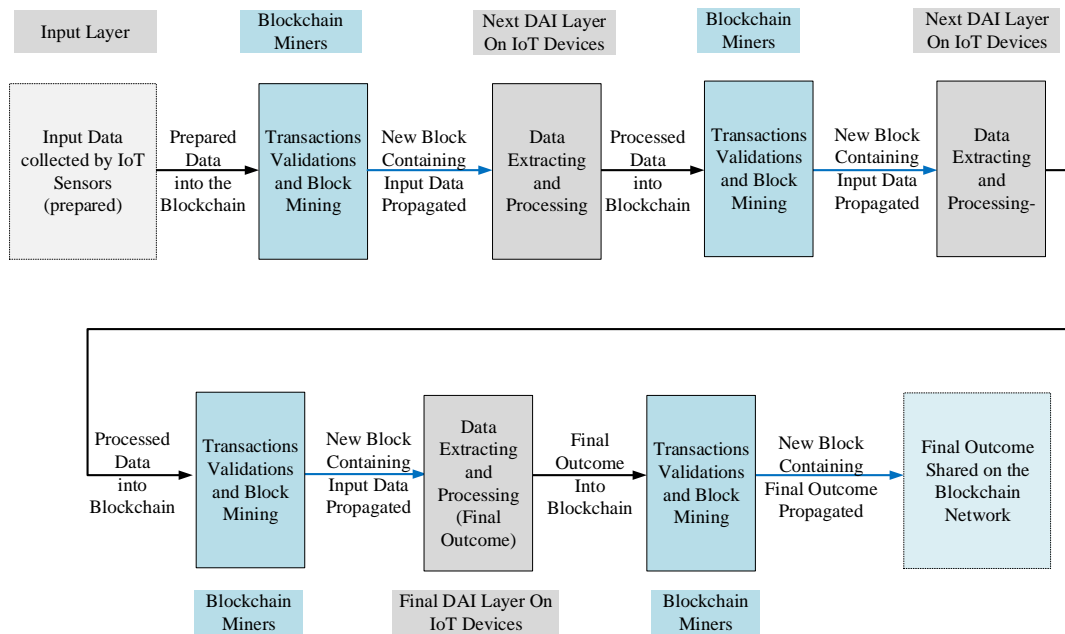 Input Layer
Blockchain
Miners
Next DAI Layer
On IoT Devices
Blockchain
Miners
Next DAI Layer
On IoT Devices
Input Data
collected by IoT
Sensors
(prepared)
Prepared
Data
into the
Blockchain
Transactions
Validations
and Block
Mining
New Block
Containing
Input Data
Propagated
Data
Extracting
and
Processing
Processed
Data
into
Blockchain
Transactions
Validations
and Block
Mining
New Block
Containing
Input Data
Propagated
Data
Extracting
and
Processing-
Processed
Data
into
Blockchain
Transactions
Validations
and Block
Mining
New Block
Containing
Input Data
Propagated
Data
Extracting
and
Processing
(Final
Outcome)
Final
Outcome
Into
Blockchain
Transactions
Validations
and Block
Mining
New Block
Containing
Final Outcome
Propagated
Final Outcome
Shared on the
Blockchain
Network
Blockchain
Miners
Final DAI Layer On
IoT Devices
Blockchain
Miners